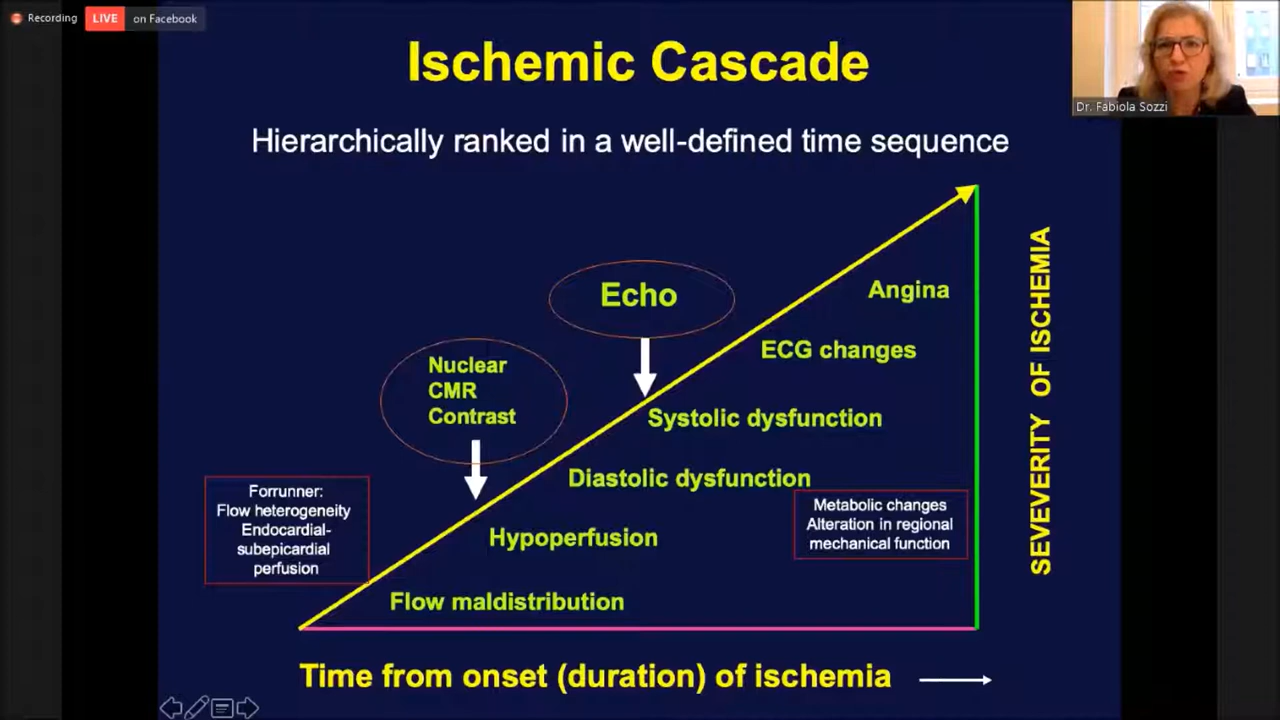 Recording
LIVE on Facebook
Ischemic Cascade
Dr. Fabiola Sozzi
Hierarchically ranked in a well-defined time sequence
Echo
Angina
ECG changes
Nuclear
CMR
Contrast
Systolic dysfunction
Diastolic dysfunction
Forrunner:
Flow heterogeneity
Endocardial-
subepicardial
perfusion
Metabolic changes
Alteration in regional
mechanical function
Hypoperfusion
Flow maldistribution
SEVEVERITY OF ISCHEMIA
Time from onset (duration) of ischemia